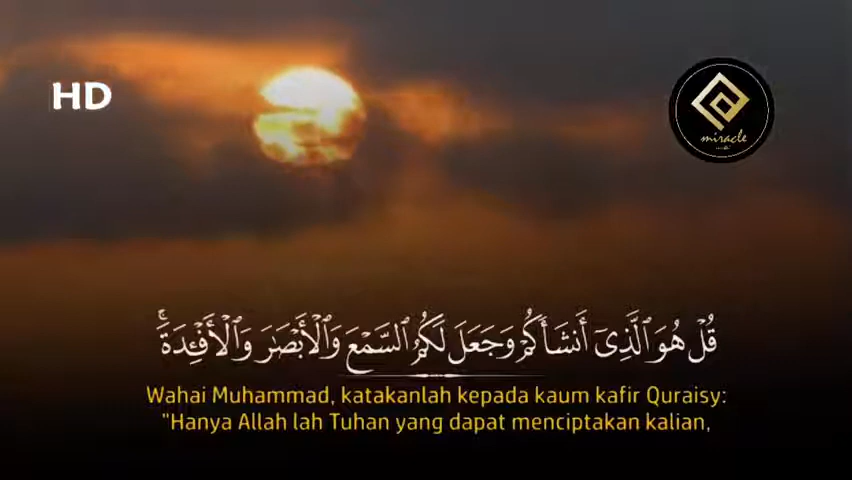 HD
miracle
قُلْ هُوَ ٱلَّذِىٓ أَنشَأَكُمْ وَجَعَلَ لَكُمُ ٱلسَّمْعَ وَٱلْأَبْصَٰرَ وَٱلْأَفْـِٔدَةَ ۖ
Wahai Muhammad, katakanlah kepada kaum kafir Quraisy:
"Hanya Allah lah Tuhan yang dapat menciptakan kalian,